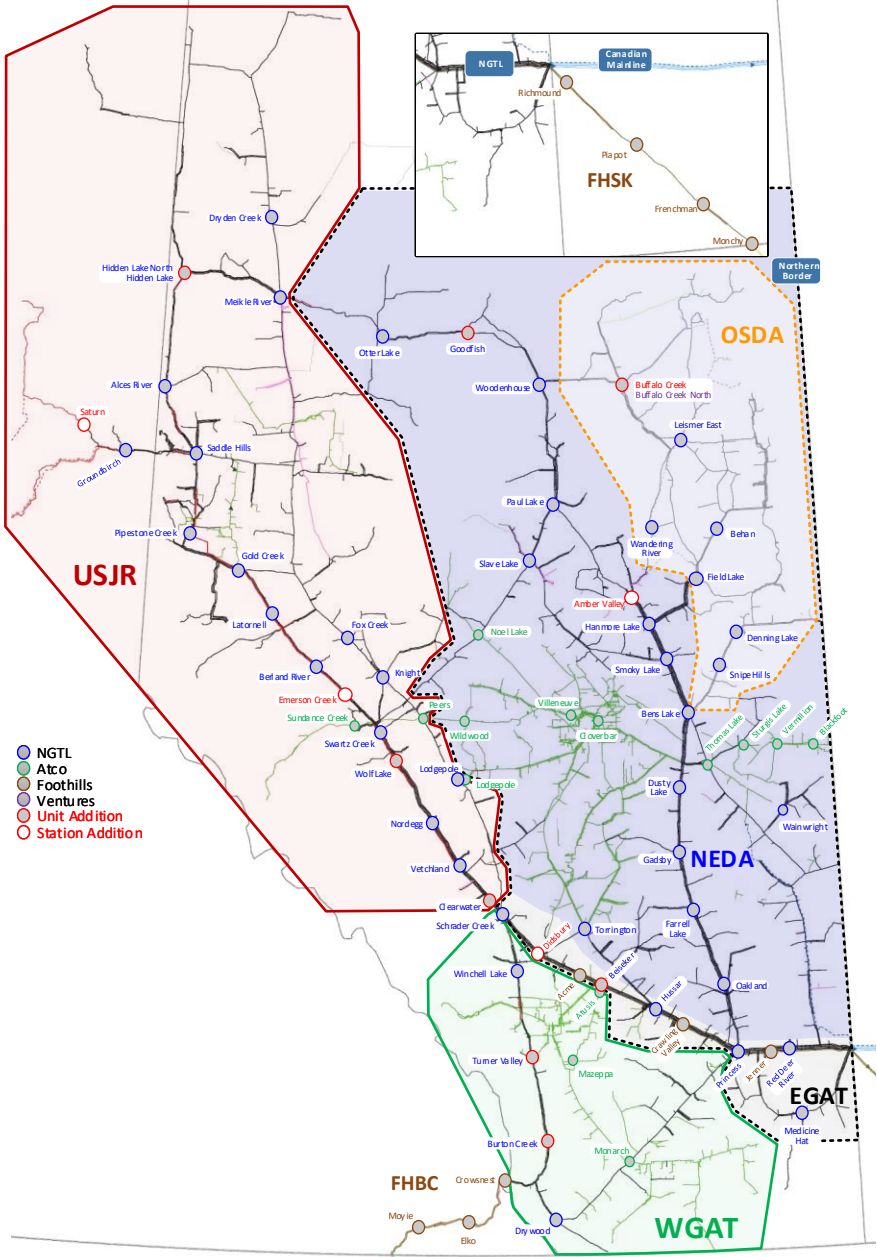 NGTL
Canadian
Mainline
Richmound
Piapot
FHSK
Frenchman
Monchy
Northern
Border
Dryden Creek
Hidden Lake North
Hidden Lake
Meikle River
OSDA
Otter Lake
Goodfish
Alces River
Woodenhouse
Buffalo Creek
Buffalo Creek North
Saturn
Leismer East
Groundbirch
Saddle Hills
Paul Lake
Pipestone Creek
Wandering
River
Behan
Gold Creek
Slave Lake
USJR
Field Lake
Amber Valley
Latornell
Fox Creek
Hanmore Lake
Noel Lake
Denning Lake
Berland River
Knight
Smoky Lake
Snipe Hills
Emerson Creek
Sundance Creek
Peers
Villeneuve
Bens Lake
Wildwood
Cloverbar
Thomas Lake
Sturgis Lake
Vermilion
Blackfoot
Swartz Creek
NGTL
Atco
Foothills
Ventures
Unit Addition
Station Addition
Wolf Lake
Lodgepole
Lodgepole
Dusty
Lake
Wainwright
Nordegg
Vetchland
Gadsby
NEDA
Clearwater
Schrader Creek
Farrell
Lake
Torrington
Didsbury
Winchell Lake
Acme
Beiseker
Atusis
Hussar
Oakland
Crawling
Valley
Turner Valley
Mazeppa
Princess
Jenner
Red Deer
River
EGAT
Medicine
Hat
Burton Creek
Monarch
FHBC
Crowsnest
Moyie
Elko
Drywood
WGAT